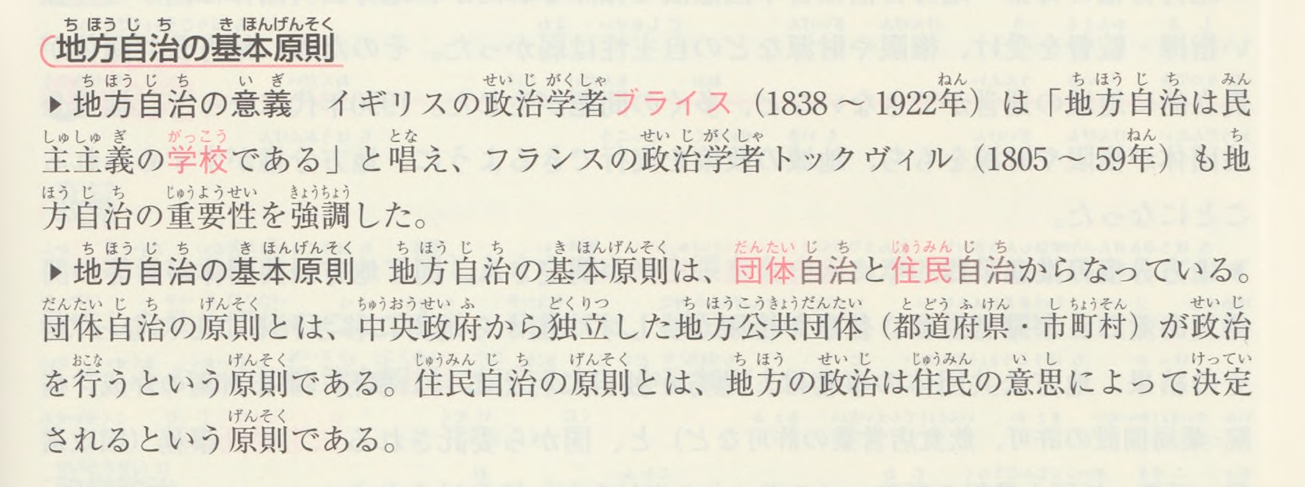 地方自治の基本原則
▶地方自治の意義 イギリスの政治学者ブライス（1838～1922年）は「地方自治は民
主主義の学校である」と唱え、フランスの政治学者トックヴィル（1805～59年）も地
方自治の重要性を強調した。
▶地方自治の基本原則 地方自治の基本原則は、団体自治と住民自治からなっている。
団体自治の原則とは、中央政府から独立した地方公共団体（都道府県・市町村）が政治
を行うという原則である。住民自治の原則とは、地方の政治は住民の意思によって決定
されるという原則である。